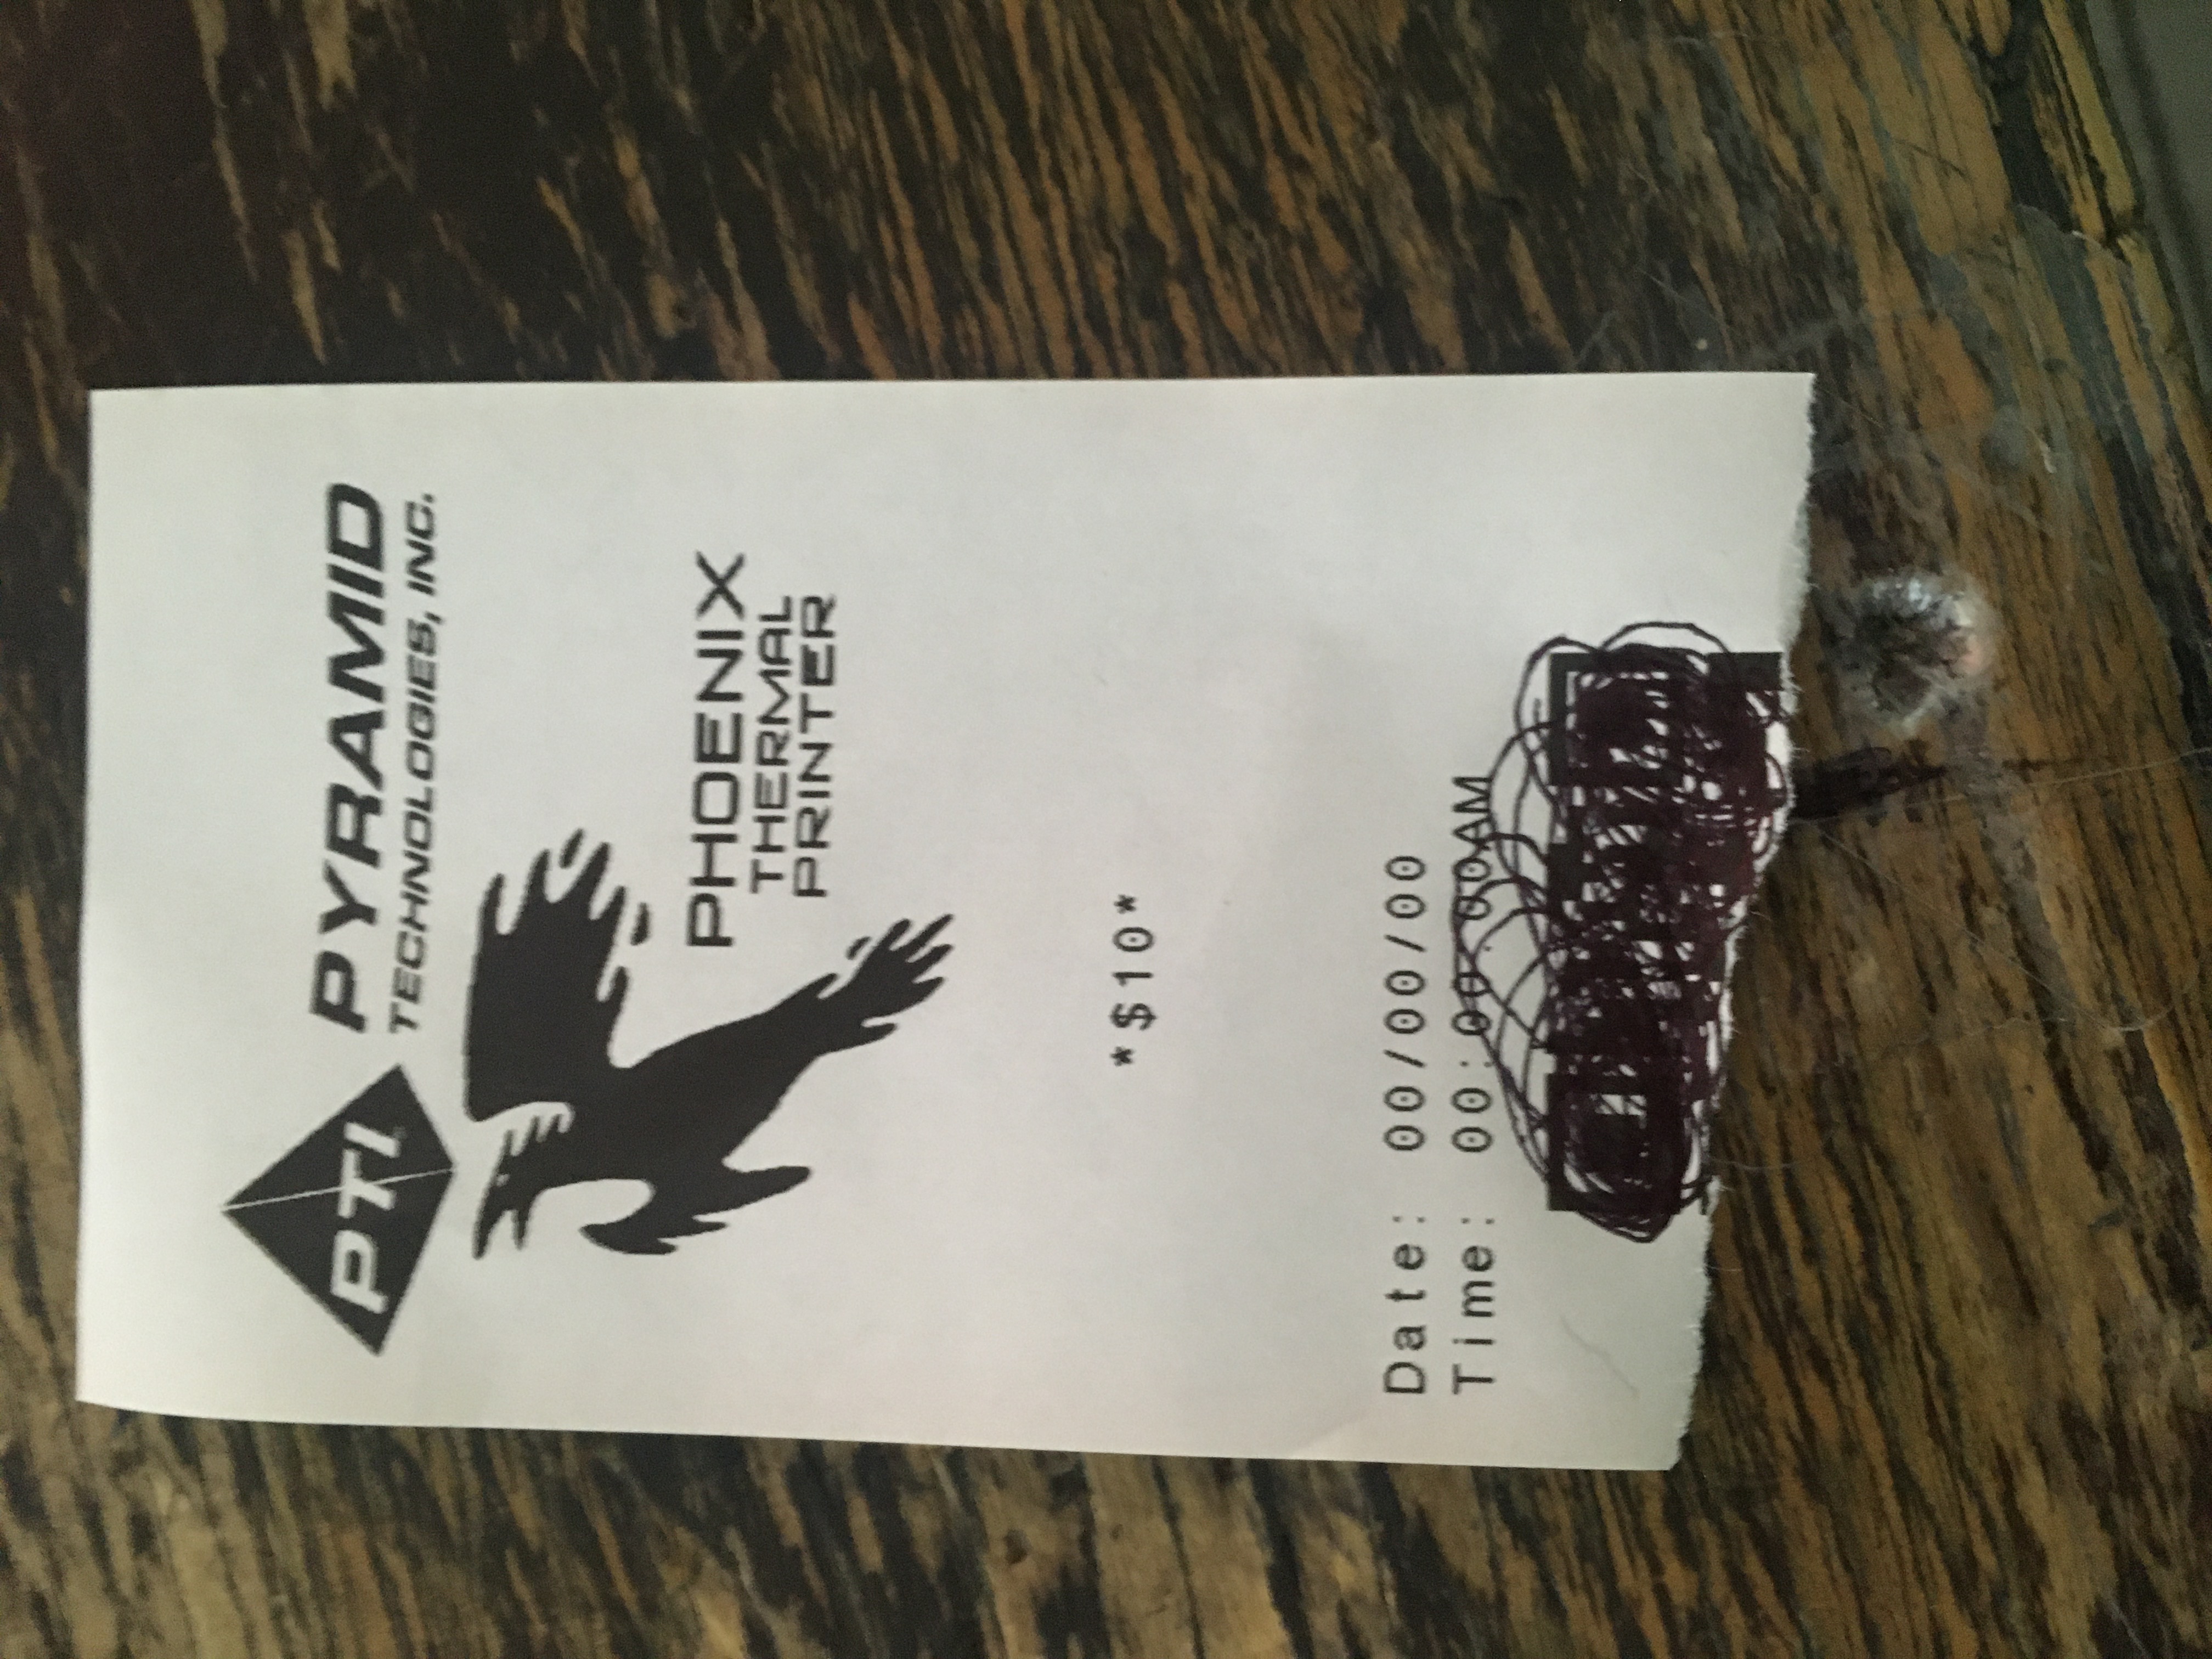 PTI
PYRAMID
TECHNOLOGIES, INC.
PHOENIX
THERMAL
PRINTER
*$10*
Date: 00/00/00
Time: 00:00:00AM